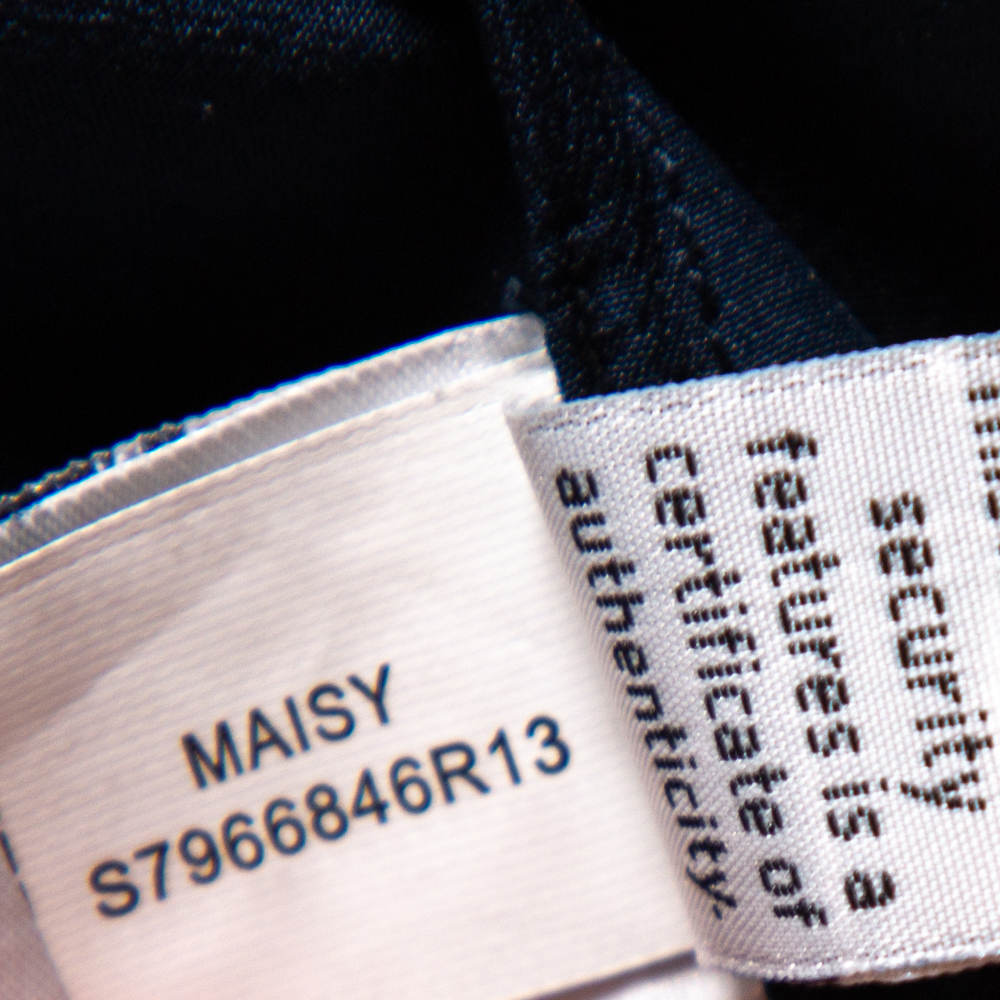 MAISY
S7966846R13
security
features is a
certificate of
authenticity.